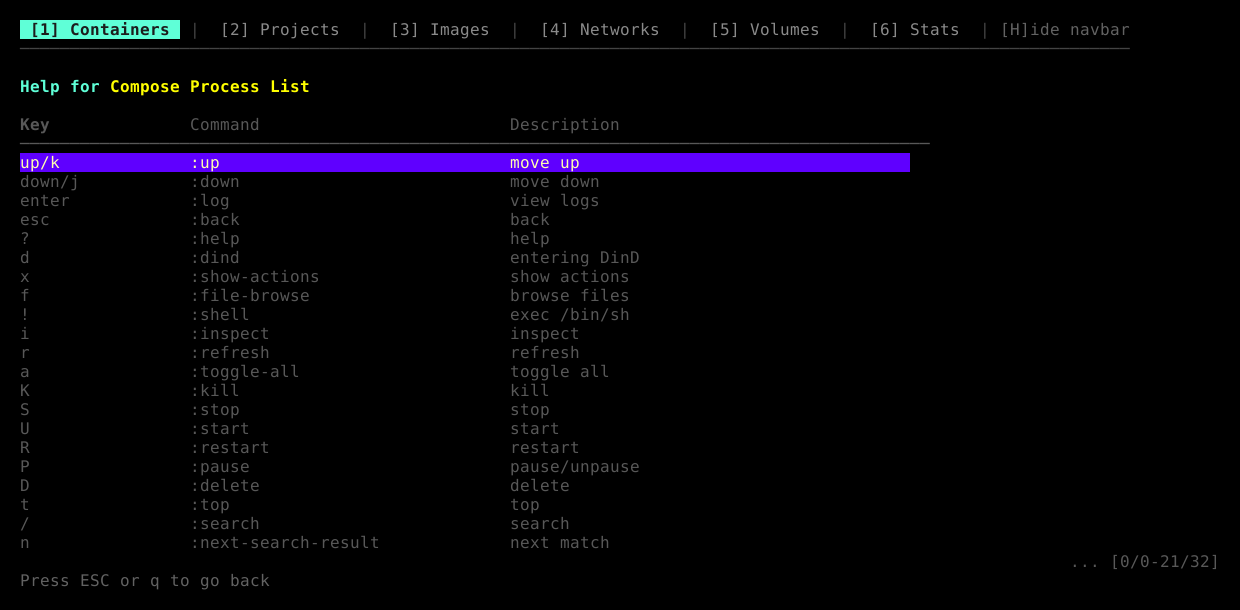 [1] Containers | [2] Projects | [3] Images | [4] Networks | [5] Volumes | [6] Stats | [H]ide navbar
Help for Compose Process List
Key Command Description
up/k :up move up
down/j :down move down
enter :log view logs
esc :back back
? :help help
d :dind entering DinD
x :show-actions show actions
f :file-browse browse files
! :shell exec /bin/sh
i :inspect inspect
r :refresh refresh
a :toggle-all toggle all
K :kill kill
S :stop stop
U :start start
R :restart restart
P :pause pause/unpause
D :delete delete
t :top top
/ :search search
n :next-search-result next match
... [0/0-21/32]
Press ESC or q to go back